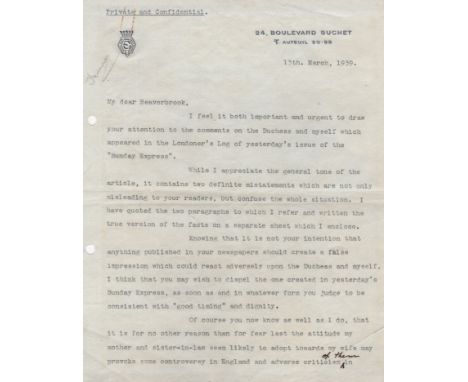 Private and Confidential.
24, BOULEVARD SUCHET
T. AUTEUIL 50-98
13th. March, 1939.
My dear Beaverbrook,
I feel it both important and urgent to draw
your attention to the comments on the Duchess and myself which
appeared in the Londoner's Log of yesterday's issue of the
"Sunday Express".
While I appreciate the general tone of the
article, it contains two definite mistatements which are not only
misleading to your readers, but confuse the whole situation. I
have quoted the two paragraphs to which I refer and written the
true version of the facts on a separate sheet which I enclose.
Knowing that it is not your intention that
anything published in your newspapers should create a false
impression which could react adversely upon the Duchess and myself,
I think that you may wish to dispel the one created in yesterday's
Sunday Express, as soon as and in whatever form you judge to be
consistent with "good timing" and dignity.
Of course you now know as well as I do, that
it is for no other reason than for fear lest the attitude my
mother and sister-in-law seem likely to adopt towards my wife may
of them
provoke some controversy in England and adverse criticism in